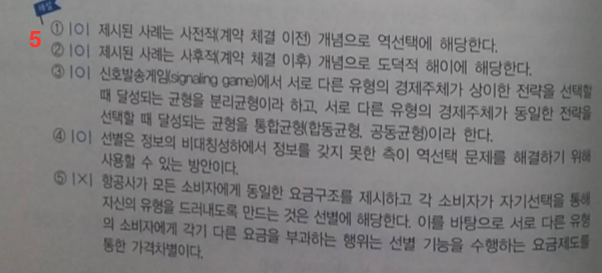 해설
5 ① |O| 제시된 사례는 사전적(계약 체결 이전) 개념으로 역선택에 해당한다.
② |O| 제시된 사례는 사후적(계약 체결 이후) 개념으로 도덕적 해이에 해당한다.
③ |O| 신호발송게임(signaling game)에서 서로 다른 유형의 경제주체가 상이한 전략을 선택할
때 달성되는 균형을 분리균형이라 하고, 서로 다른 유형의 경제주체가 동일한 전략을
선택할 때 달성되는 균형을 통합균형(합동균형, 공동균형)이라 한다.
④ |O| 선별은 정보의 비대칭성하에서 정보를 갖지 못한 측이 역선택 문제를 해결하기 위해
사용할 수 있는 방안이다.
⑤ |×| 항공사가 모든 소비자에게 동일한 요금구조를 제시하고 각 소비자가 자기선택을 통해
자신의 유형을 드러내도록 만드는 것은 선별에 해당한다. 이를 바탕으로 서로 다른 유형
의 소비자에게 각기 다른 요금을 부과하는 행위는 선별 기능을 수행하는 요금제도를
통한 가격차별이다.